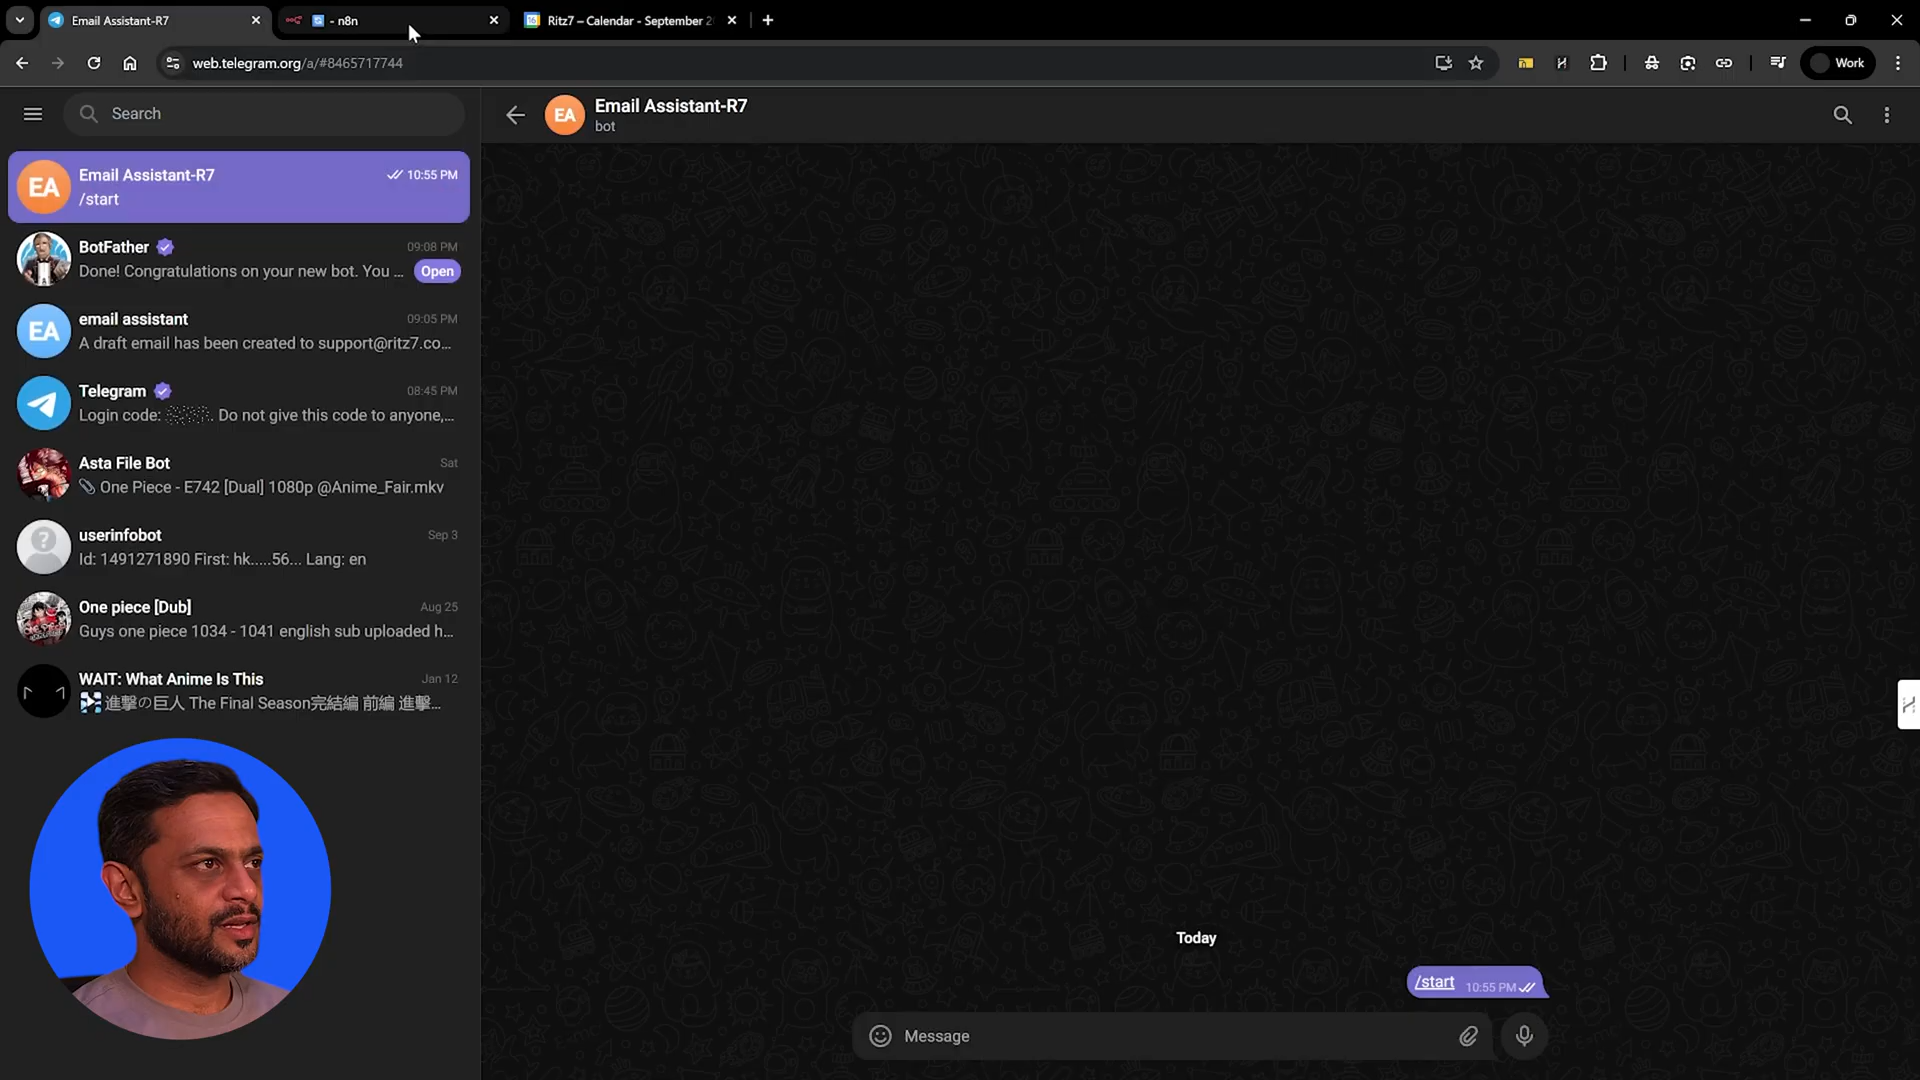 Email Assistant-R7
- n8n
Ritz7 – Calendar - September 2
web.telegram.org/a/#8465717744
Work
Search
EA
Email Assistant-R7
bot
EA
Email Assistant-R7
10:55 PM
/start
BotFather
09:08 PM
Done! Congratulations on your new bot. You ...
Open
EA
email assistant
09:05 PM
A draft email has been created to support@ritz7.co...
Telegram
08:45 PM
Login code: . Do not give this code to anyone,...
Asta File Bot
Sat
One Piece - E742 [Dual] 1080p @Anime_Fair.mkv
userinfobot
Sep 3
Id: 1491271890 First: hk.....56... Lang: en
One piece [Dub]
Aug 25
Guys one piece 1034 - 1041 english sub uploaded h...
WAIT: What Anime Is This
Jan 12
進撃の巨人 The Final Season完結編 前編 進擊...
Today
/start 10:55 PM
Message